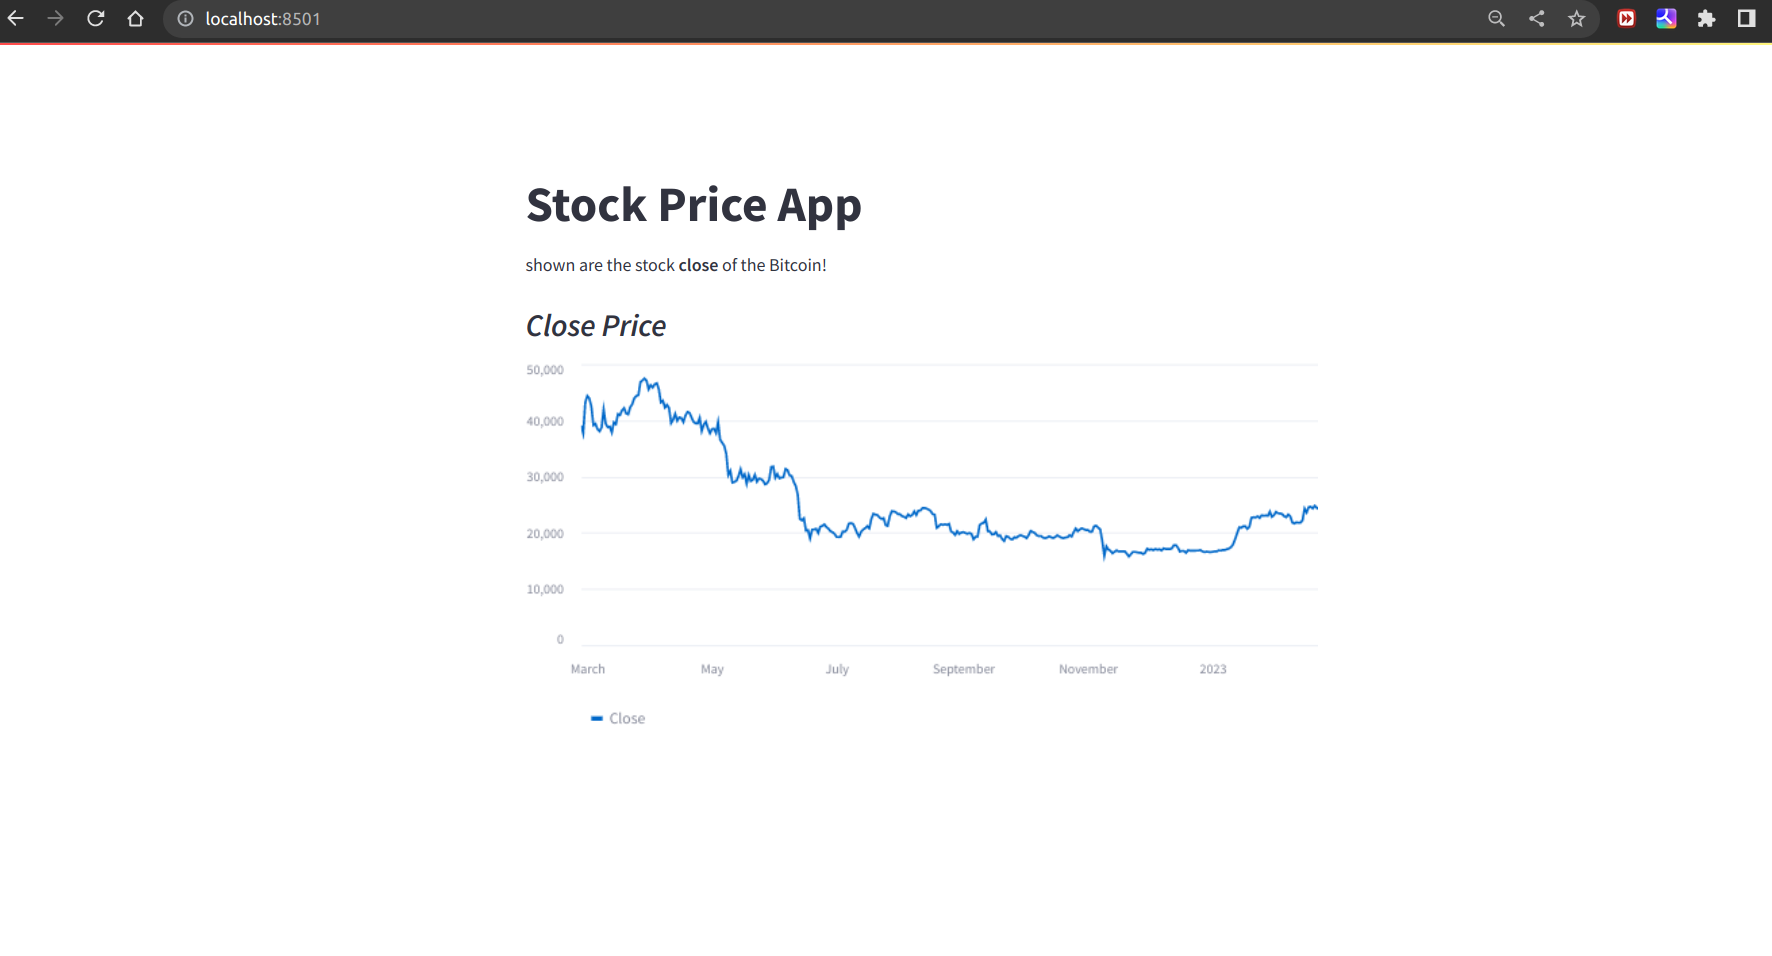 localhost:8501
Stock Price App
shown are the stock close of the Bitcoin!
Close Price
50,000
40,000
30,000
20,000
10,000
0
March May July September November 2023
Close